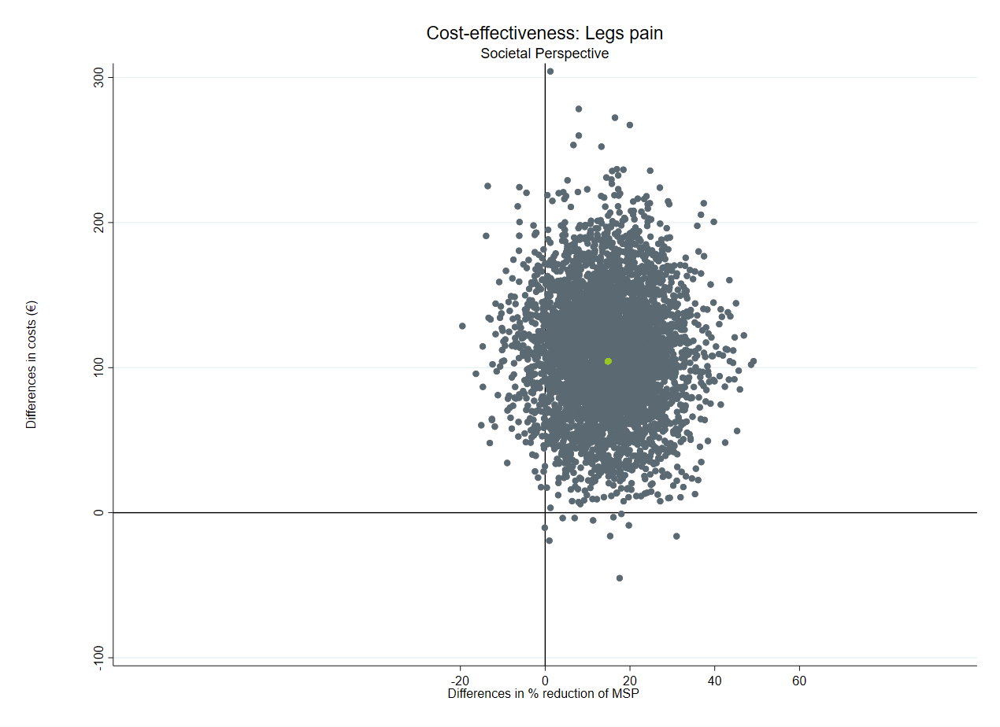 Cost-effectiveness: Legs pain
Societal Perspective
300
200
100
0
-100
Differences in costs (€)
-20 0 20 40 60
Differences in % reduction of MSP